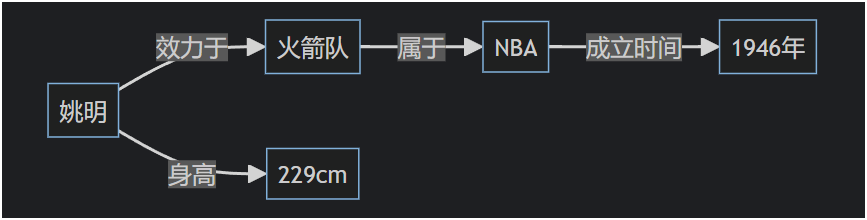 效力于
火箭队
属于
NBA
成立时间
1946年
姚明
身高
229cm